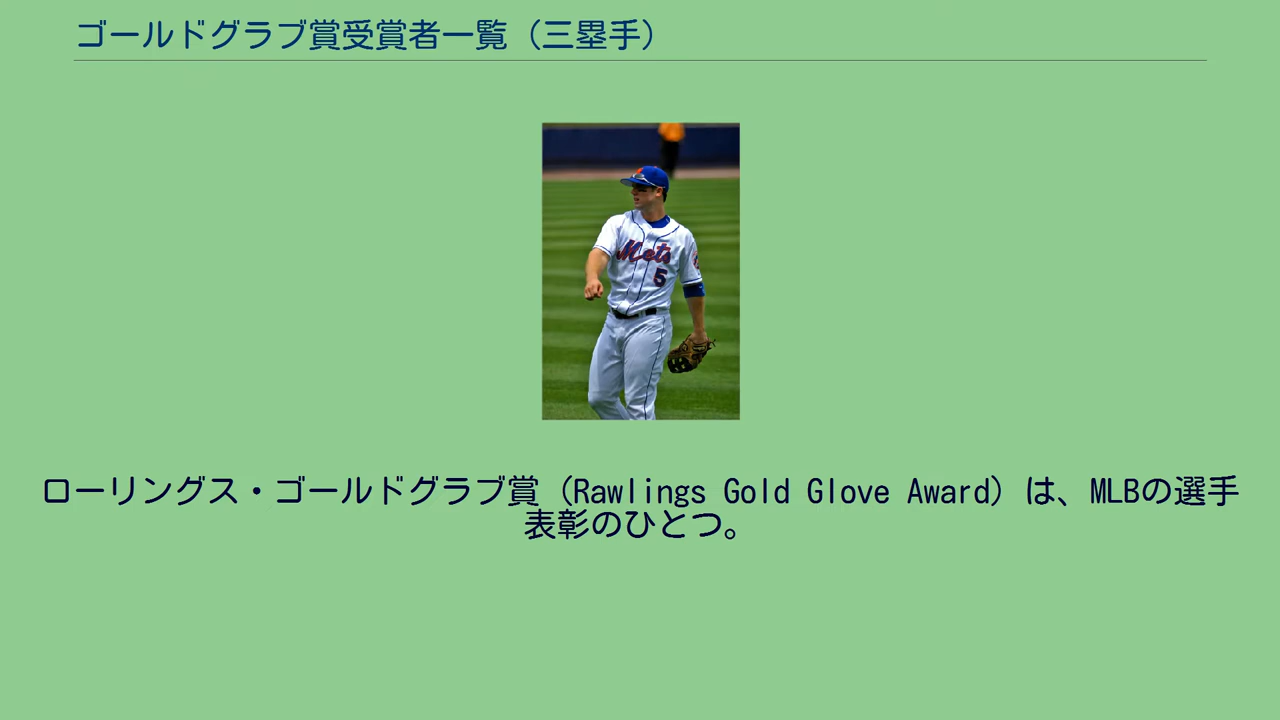 ゴールドグラブ賞受賞者一覧（三塁手）
Mets
5
ローリングス・ゴールドグラブ賞（Rawlings Gold Glove Award）は、MLBの選手
表彰のひとつ。